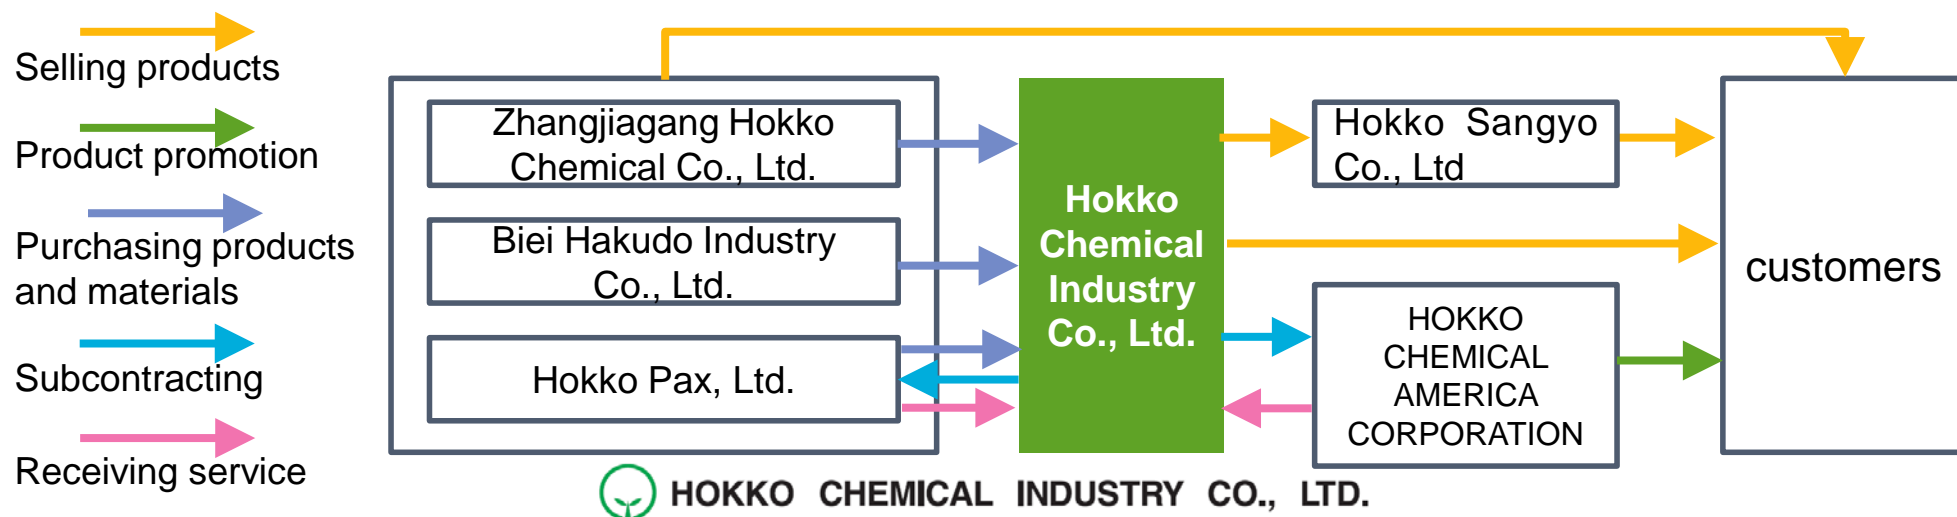 Selling products
Product promotion
Purchasing products
and materials
Subcontracting
Receiving service
Zhangjiagang Hokko
Chemical Co., Ltd.
Biei Hakudo Industry
Co., Ltd.
Hokko Pax, Ltd.
Hokko
Chemical
Industry
Co., Ltd.
Hokko Sangyo
Co., Ltd
HOKKO
CHEMICAL
AMERICA
CORPORATION
customers
HOKKO CHEMICAL INDUSTRY CO., LTD.